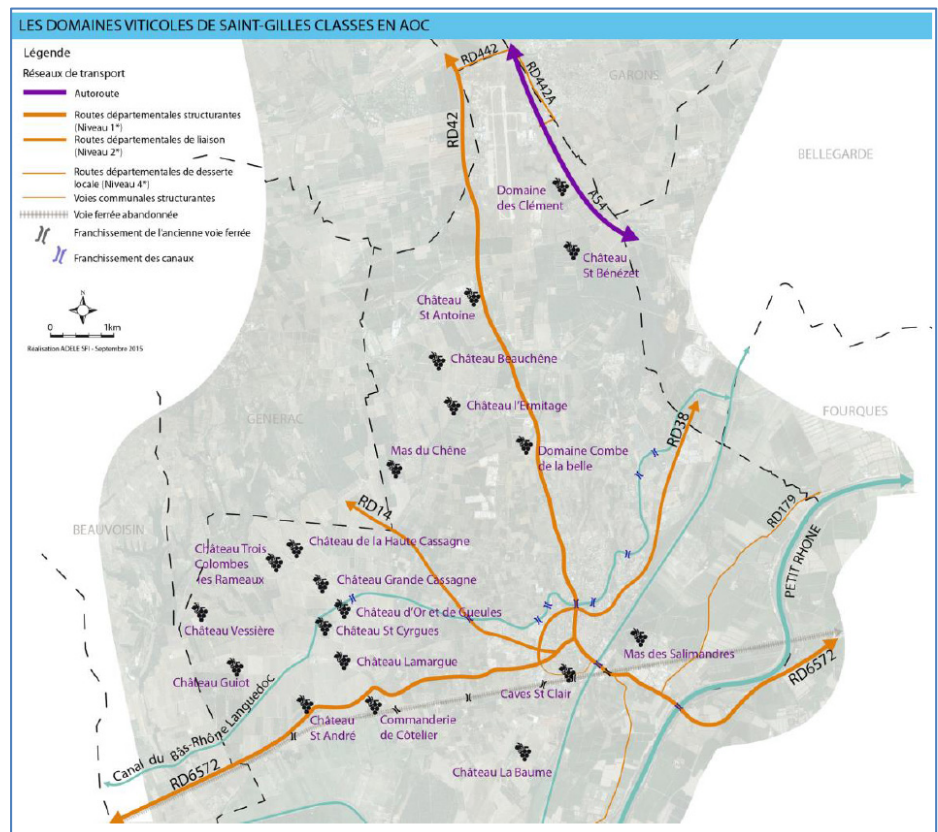 LES DOMAINES VITICOLES DE SAINT-GILLES CLASSES EN AOC
Légende
Réseaux de transport
Autoroute
Routes départementales structurantes
(Niveau 1*)
Routes départementales de liaison
(Niveau 2*)
Routes départementales de desserte
locale (Niveau 4*)
Voies communales structurantes
Voie ferrée abandonnée
Franchissement de l'ancienne voie ferrée
Franchissement des canaux
N
0 1km
Réalisation ADELE SFI - Septembre 2015
RD442
RD442A
GARONS
RD42
A54
BELLEGARDE
Domaine
des Clément
Château
St Bénézet
Château
St Antoine
Château Beauchêne
GENERAC
Château l'Ermitage
RD38
FOURQUES
Mas du Chêne
Domaine Combe
de la belle
RD14
RD179
BEAUVOISIN
Château de la Haute Cassagne
Château Trois
Colombes
les Rameaux
PETIT RHONE
Château Grande Cassagne
Château d'Or et de Gueules
Château Vessière
Château St Cyrgues
Mas des Salimandres
Château Lamargue
Château Guiot
RD6572
Caves St Clair
Canal du Bâs-Rhône Languedoc
Château
St André
Commanderie
de Côtelier
RD6572
Château La Baume